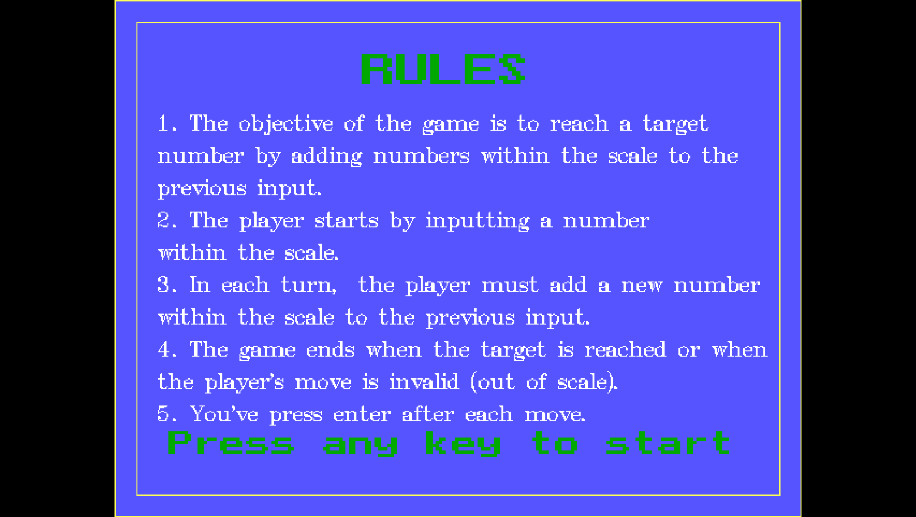 RULES
1. The objective of the game is to reach a target
number by adding numbers within the scale to the
previous input.
2. The player starts by inputting a number
within the scale.
3. In each turn, the player must add a new number
within the scale to the previous input.
4. The game ends when the target is reached or when
the player's move is invalid (out of scale).
5. You've press enter after each move.
Press any key to start